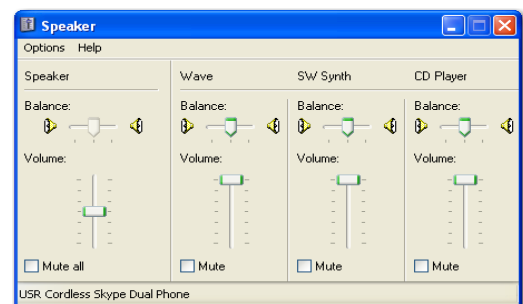 Speaker
Options Help
Speaker Wave SW Synth CD Player
Balance: Balance: Balance: Balance:
Volume: Volume: Volume: Volume:
Mute all Mute Mute Mute
USR Cordless Skype Dual Phone